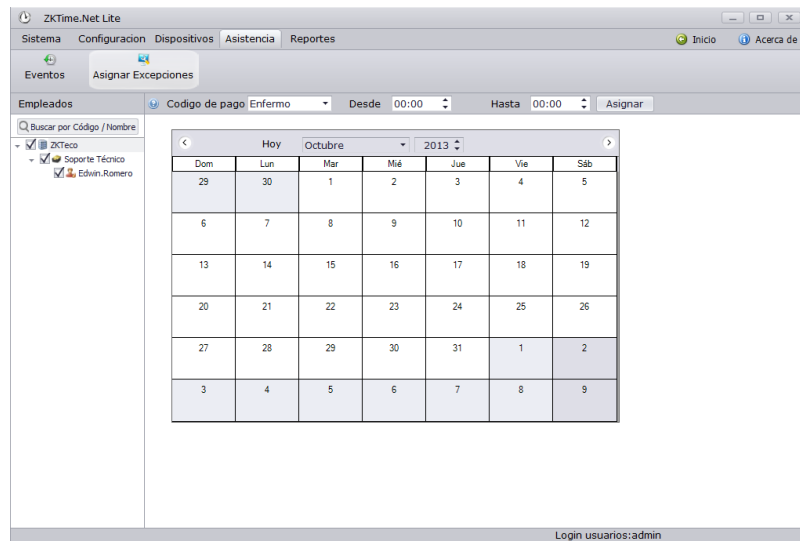 ZKTime.Net Lite
Sistema Configuracion Dispositivos Asistencia Reportes Inicio Acerca de
Eventos Asignar Excepciones
Empleados Codigo de pago Enfermo Desde 00:00 Hasta 00:00 Asignar
Buscar por Código / Nombre
ZKTeco
Soporte Técnico
Edwin.Romero
Hoy Octubre 2013
Dom Lun Mar Mié Jue Vie Sáb
29 30 1 2 3 4 5
6 7 8 9 10 11 12
13 14 15 16 17 18 19
20 21 22 23 24 25 26
27 28 29 30 31 1 2
3 4 5 6 7 8 9
Login usuarios:admin